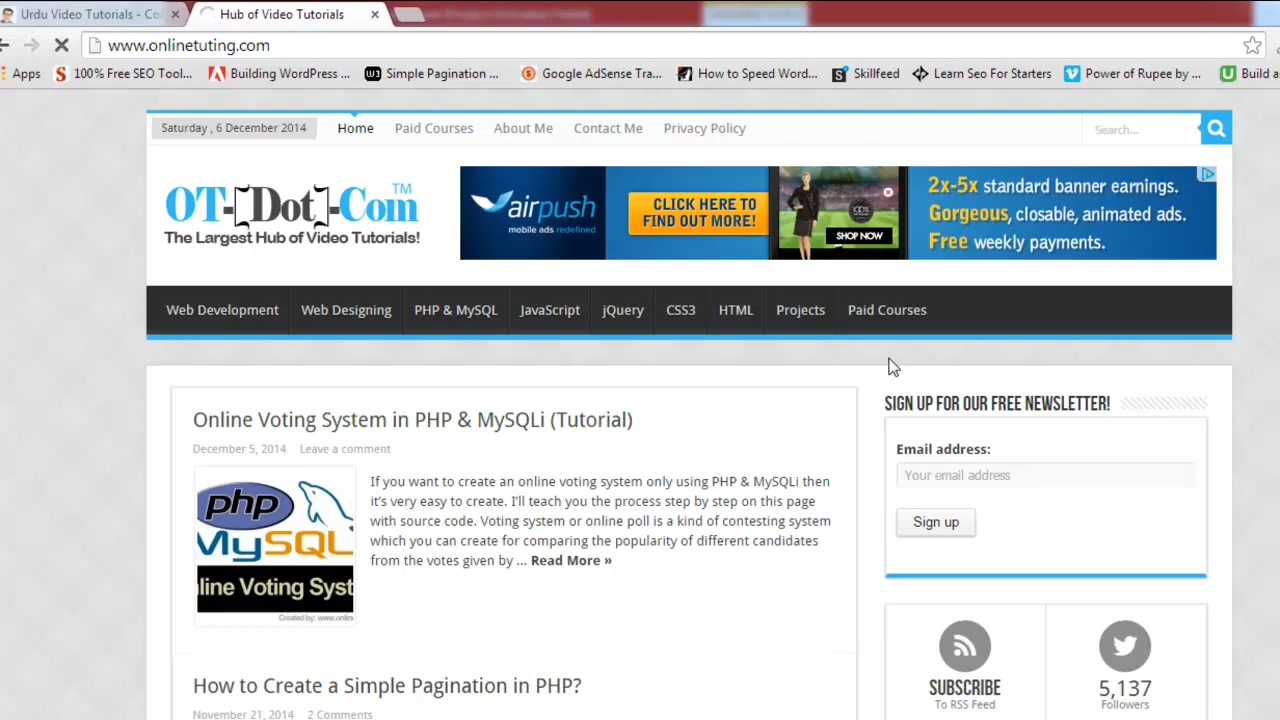 Urdu Video Tutorials - Co
Hub of Video Tutorials
www.onlinetuting.com
Apps
100% Free SEO Tool...
Building WordPress ...
Simple Pagination ...
Google AdSense Tra...
How to Speed Word...
Skillfeed
Learn Seo For Starters
Power of Rupee by ...
Build a
Saturday , 6 December 2014
Home
Paid Courses
About Me
Contact Me
Privacy Policy
Search...
OT-[Dot]-Com™
The Largest Hub of Video Tutorials!
airpush
mobile ads redefined
CLICK HERE TO
FIND OUT MORE!
SHOP NOW
2x-5x standard banner earnings.
Gorgeous, closable, animated ads.
Free weekly payments.
Web Development
Web Designing
PHP & MySQL
JavaScript
jQuery
CSS3
HTML
Projects
Paid Courses
Online Voting System in PHP & MySQLi (Tutorial)
December 5, 2014
Leave a comment
php
MySQL
nline Voting Syst
Created by: www.online
If you want to create an online voting system only using PHP & MySQLi then
it's very easy to create. I'll teach you the process step by step on this page
with source code. Voting system or online poll is a kind of contesting system
which you can create for comparing the popularity of different candidates
from the votes given by ... Read More »
How to Create a Simple Pagination in PHP?
November 21, 2014
2 Comments
SIGN UP FOR OUR FREE NEWSLETTER!
Email address:
Your email address
Sign up
SUBSCRIBE
To RSS Feed
5,137
Followers